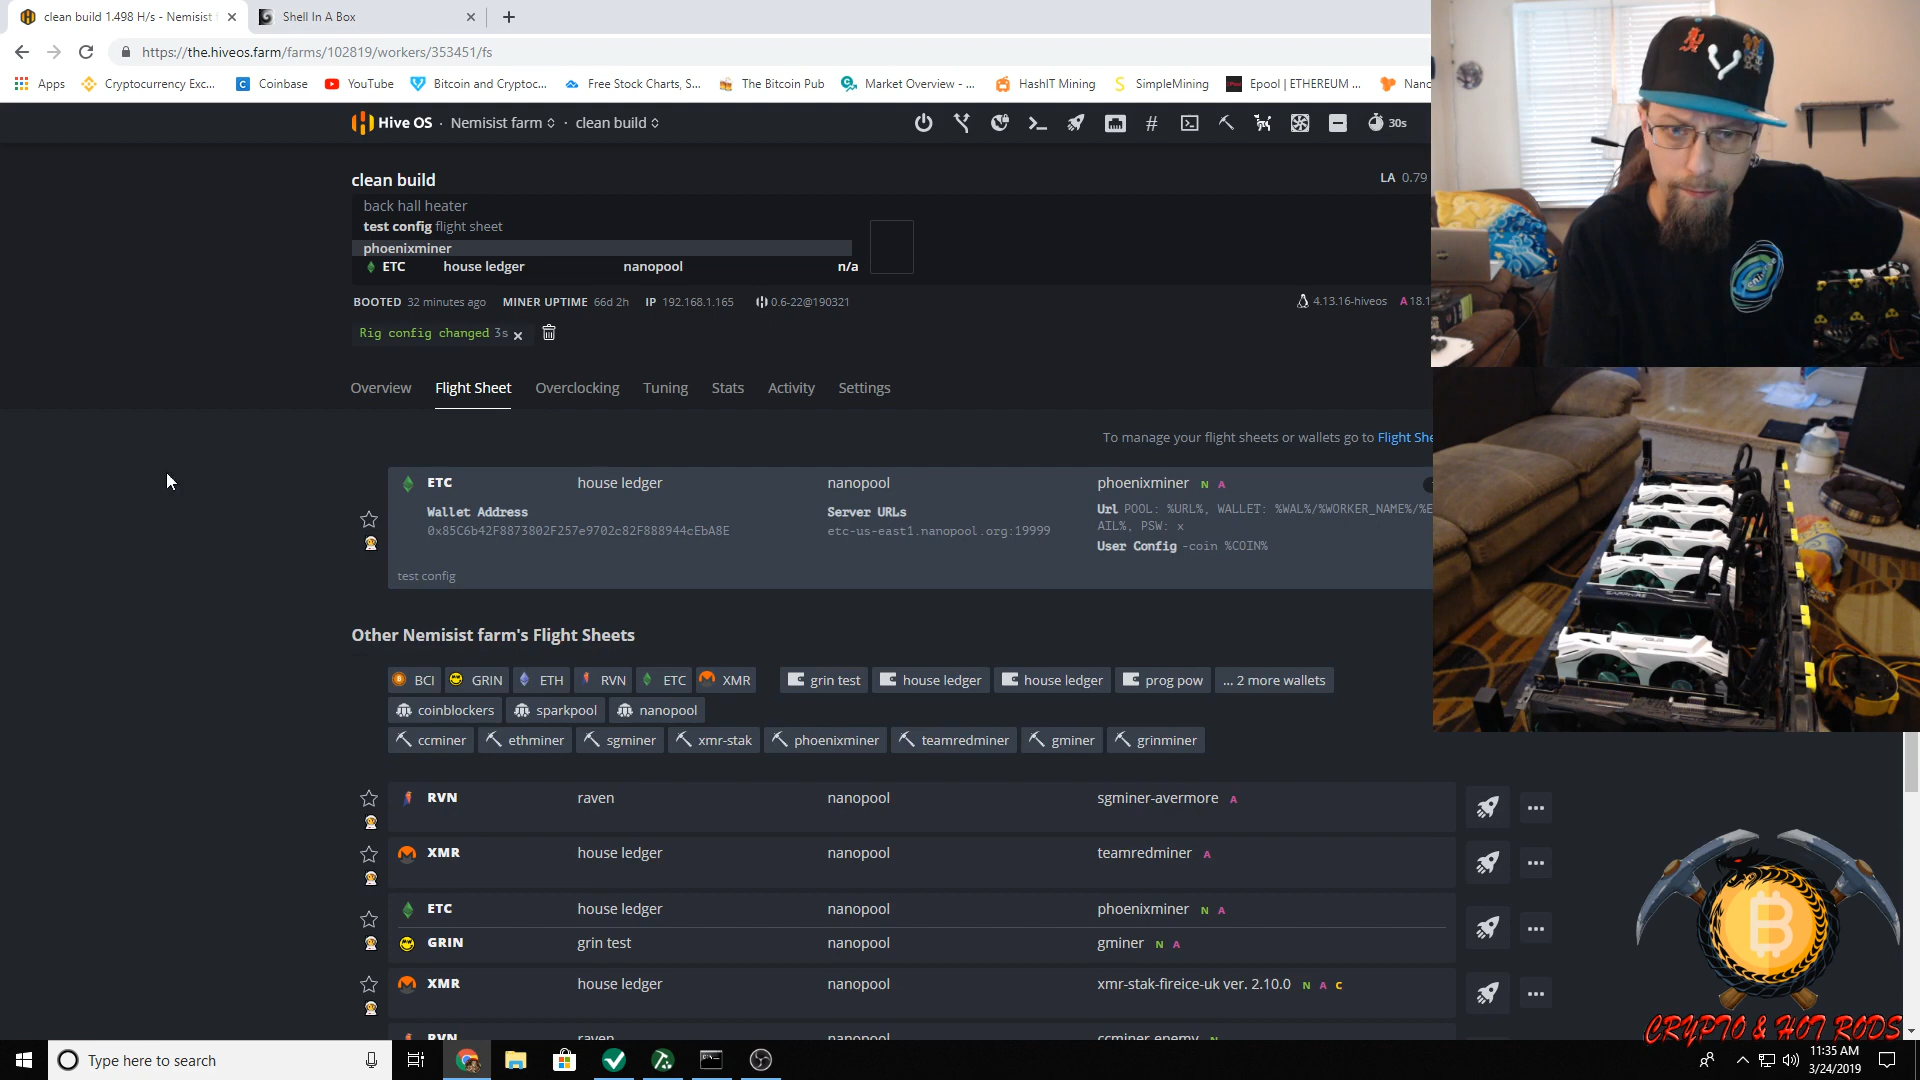 clean build 1.498 H/s - Nemisist
Shell In A Box
https://the.hiveos.farm/farms/102819/workers/353451/fs
Apps
Cryptocurrency Exc...
Coinbase
YouTube
Bitcoin and Cryptoc...
Free Stock Charts, S...
The Bitcoin Pub
Market Overview - ...
HashIT Mining
SimpleMining
Epool | ETHEREUM ...
Nano
Hive OS · Nemisist farm · clean build
30s
clean build
LA 0.79
back hall heater
test config flight sheet
phoenixminer
ETC house ledger nanopool n/a
BOOTED 32 minutes ago MINER UPTIME 66d 2h IP 192.168.1.165 0.6-22@190321
4.13.16-hiveos A 18.1
Rig config changed 3s
Overview Flight Sheet Overclocking Tuning Stats Activity Settings
To manage your flight sheets or wallets go to Flight She
ETC house ledger nanopool phoenixminer N A
Wallet Address
0x85C6b42F8873802F257e9702c82F888944cEbA8E
Server URLs
etc-us-east1.nanopool.org:19999
Url POOL: %URL%, WALLET: %WAL%/%WORKER_NAME%/%E
AIL%, PSW: x
User Config -coin %COIN%
test config
Other Nemisist farm's Flight Sheets
BCI GRIN ETH RVN ETC XMR grin test house ledger house ledger prog pow ... 2 more wallets
coinblockers sparkpool nanopool
ccminer ethminer sgminer xmr-stak phoenixminer teamredminer gminer grinminer
RVN raven nanopool sgminer-avermore A
XMR house ledger nanopool teamredminer A
ETC house ledger nanopool phoenixminer N A
GRIN grin test nanopool gminer N A
XMR house ledger nanopool xmr-stak-fireice-uk ver. 2.10.0 N A C
RVN raven nanopool ccminer enemy N
CRYPTO & HOT RODS
Type here to search
11:35 AM
3/24/2019